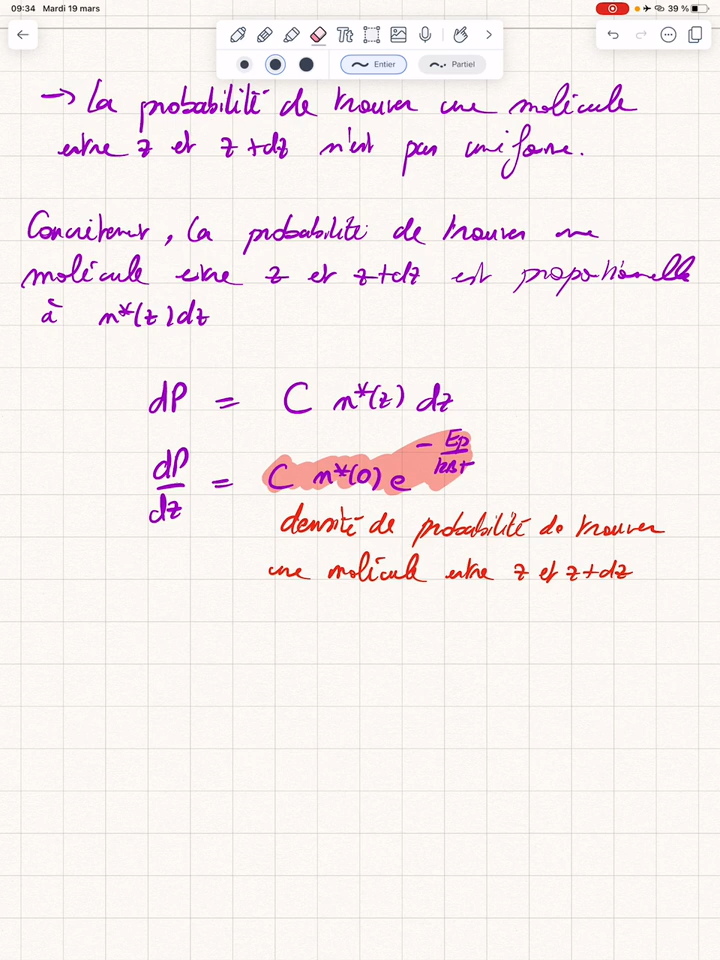 09:34 Mardi 19 mars
39 %
Entier
Partiel
→ La probabilité de trouver une molécule
entre z et z+dz n'est pas uniforme.
Concrètement, la probabilité de trouver une
molécule entre z et z+dz est proportionnelle
à n*(z)dz
dP = C n*(z) dz
dP/dz = C n*(0) e^(-Ep/kBT)
densité de probabilité de trouver
une molécule entre z et z+dz